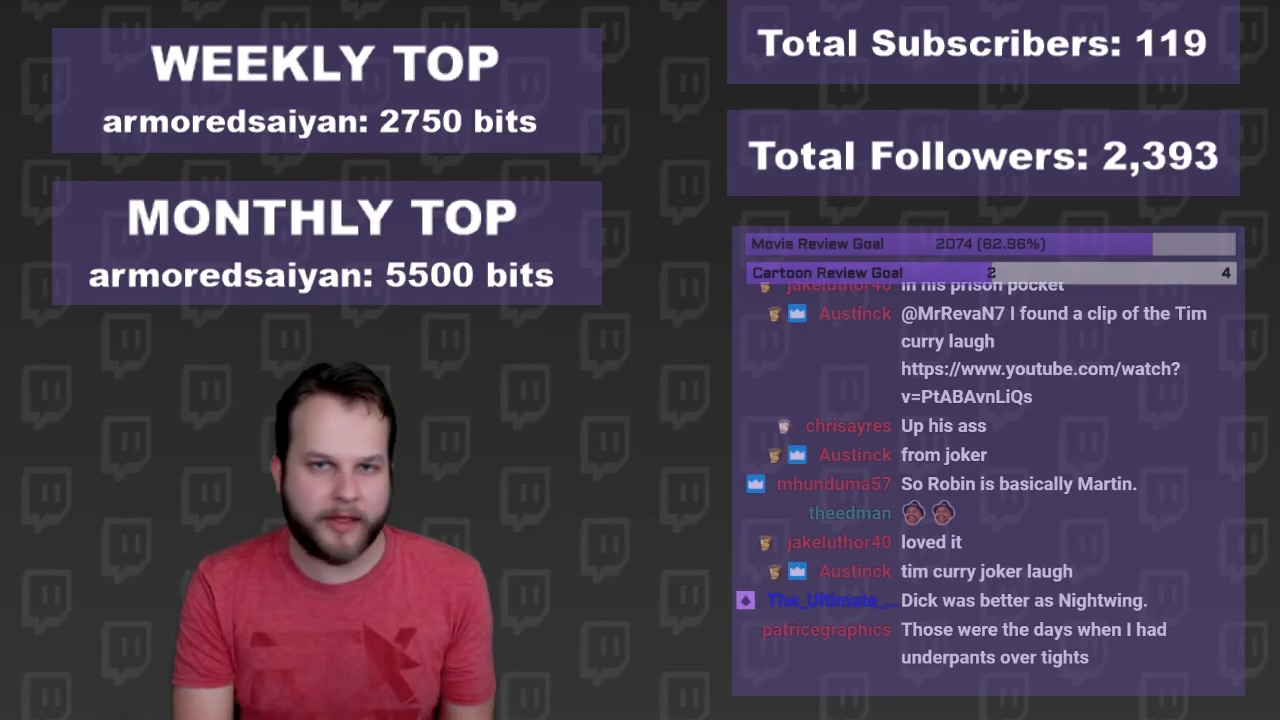 WEEKLY TOP
armoredsaiyan: 2750 bits
MONTHLY TOP
armoredsaiyan: 5500 bits
Total Subscribers: 119
Total Followers: 2,393
Movie Review Goal 2074 (82.96%)
Cartoon Review Goal 2 4
jakeluthor40 in his prison pocket
Austinck @MrRevaN7 I found a clip of the Tim
curry laugh
https://www.youtube.com/watch?
v=PtABAvnLiQs
chrisayres Up his ass
Austinck from joker
mhunduma57 So Robin is basically Martin.
theedman
jakeluthor40 loved it
Austinck tim curry joker laugh
The_Ultimate_... Dick was better as Nightwing.
patricegraphics Those were the days when I had
underpants over tights